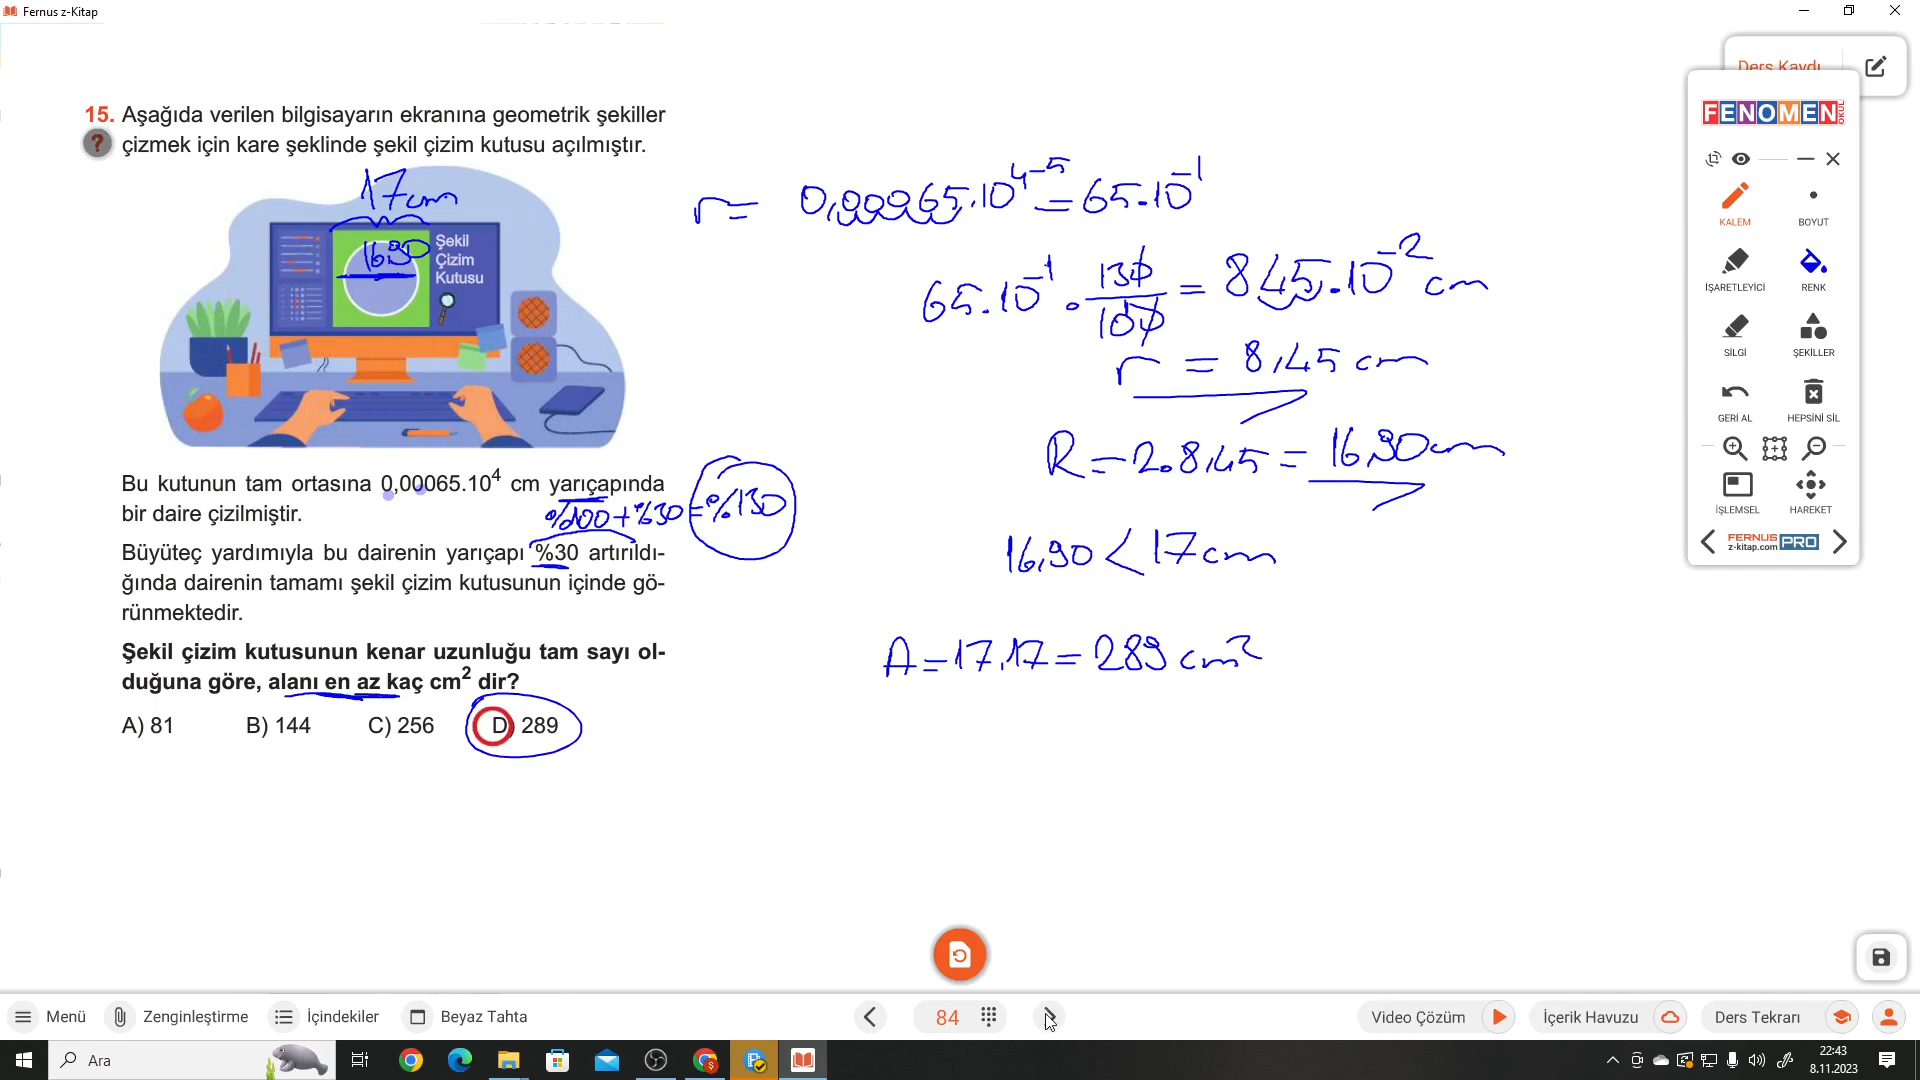 Fernus z-Kitap
Ders Kaydı
FENOMEN OKUL
15. Aşağıda verilen bilgisayarın ekranına geometrik şekiller
? çizmek için kare şeklinde şekil çizim kutusu açılmıştır.
17cm
16,90
Şekil
Çizim
Kutusu
r = 0,00065.10^4-5 = 65.10^-1
65.10^-1 . 130/100 = 845.10^-2 cm
r = 8,45 cm
R = 2.8,45 = 16,90cm
16,90 < 17cm
A = 17.17 = 289 cm²
Bu kutunun tam ortasına 0,00065.10⁴ cm yarıçapında
bir daire çizilmiştir.
%100 + %30 = %130
Büyüteç yardımıyla bu dairenin yarıçapı %30 artırıldı-
ğında dairenin tamamı şekil çizim kutusunun içinde gö-
rünmektedir.
Şekil çizim kutusunun kenar uzunluğu tam sayı ol-
duğuna göre, alanı en az kaç cm² dir?
A) 81 B) 144 C) 256 D) 289
KALEM BOYUT
İŞARETLEYİCİ RENK
SİLGİ ŞEKİLLER
GERİ AL HEPSİNİ SİL
İŞLEMSEL HAREKET
FERNUS
z-kitap.com PRO
Menü Zenginleştirme İçindekiler Beyaz Tahta 84 Video Çözüm İçerik Havuzu Ders Tekrarı
Ara
22:43
8.11.2023